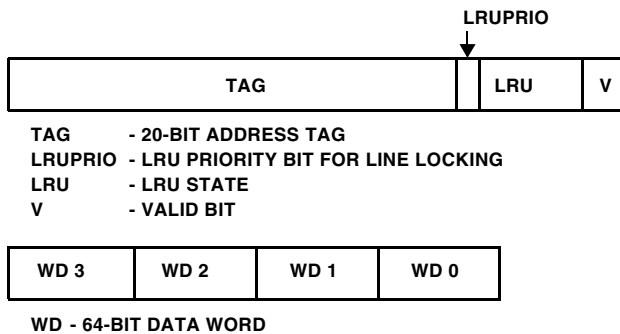 LRUPRIO
TAG LRU V
TAG - 20-BIT ADDRESS TAG
LRUPRIO - LRU PRIORITY BIT FOR LINE LOCKING
LRU - LRU STATE
V - VALID BIT
WD 3 WD 2 WD 1 WD 0
WD - 64-BIT DATA WORD